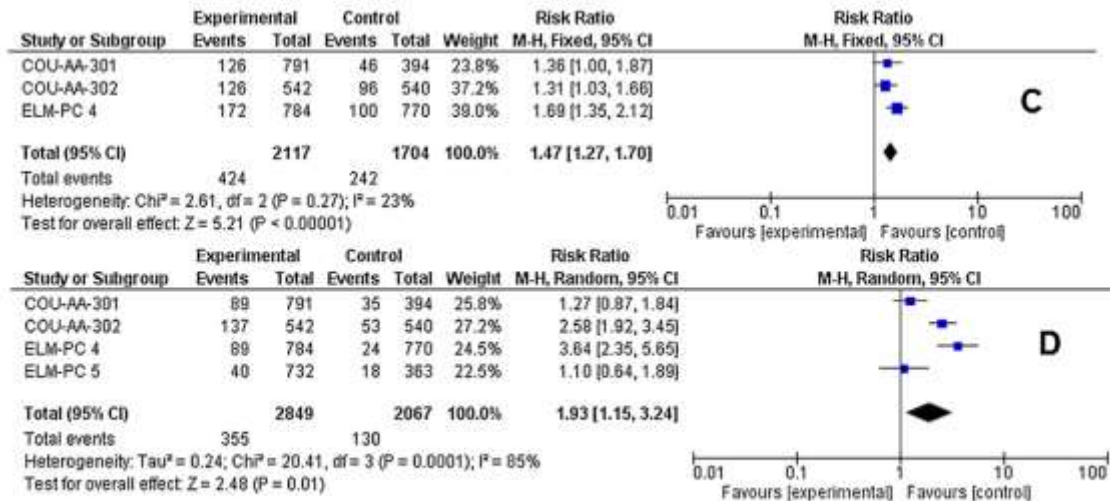 Experimental Control Risk Ratio Risk Ratio
Study or Subgroup Events Total Events Total Weight M-H, Fixed, 95% CI M-H, Fixed, 95% CI
COU-AA-301 126 791 46 394 23.8% 1.36 [1.00, 1.87]
COU-AA-302 126 542 96 540 37.2% 1.31 [1.03, 1.66]
ELM-PC 4 172 784 100 770 39.0% 1.69 [1.35, 2.12]
C
Total (95% CI) 2117 1704 100.0% 1.47 [1.27, 1.70]
Total events 424 242
Heterogeneity: Chi² = 2.61, df = 2 (P = 0.27); I² = 23%
Test for overall effect: Z = 5.21 (P < 0.00001)
0.01 0.1 1 10 100
Favours [experimental] Favours [control]
Experimental Control Risk Ratio Risk Ratio
Study or Subgroup Events Total Events Total Weight M-H, Random, 95% CI M-H, Random, 95% CI
COU-AA-301 89 791 35 394 25.8% 1.27 [0.87, 1.84]
COU-AA-302 137 542 53 540 27.2% 2.58 [1.92, 3.45]
ELM-PC 4 89 784 24 770 24.5% 3.64 [2.35, 5.65]
ELM-PC 5 40 732 18 363 22.5% 1.10 [0.64, 1.89]
D
Total (95% CI) 2849 2067 100.0% 1.93 [1.15, 3.24]
Total events 355 130
Heterogeneity: Tau² = 0.24; Chi² = 20.41, df = 3 (P = 0.0001); I² = 85%
Test for overall effect: Z = 2.48 (P = 0.01)
0.01 0.1 1 10 100
Favours [experimental] Favours [control]